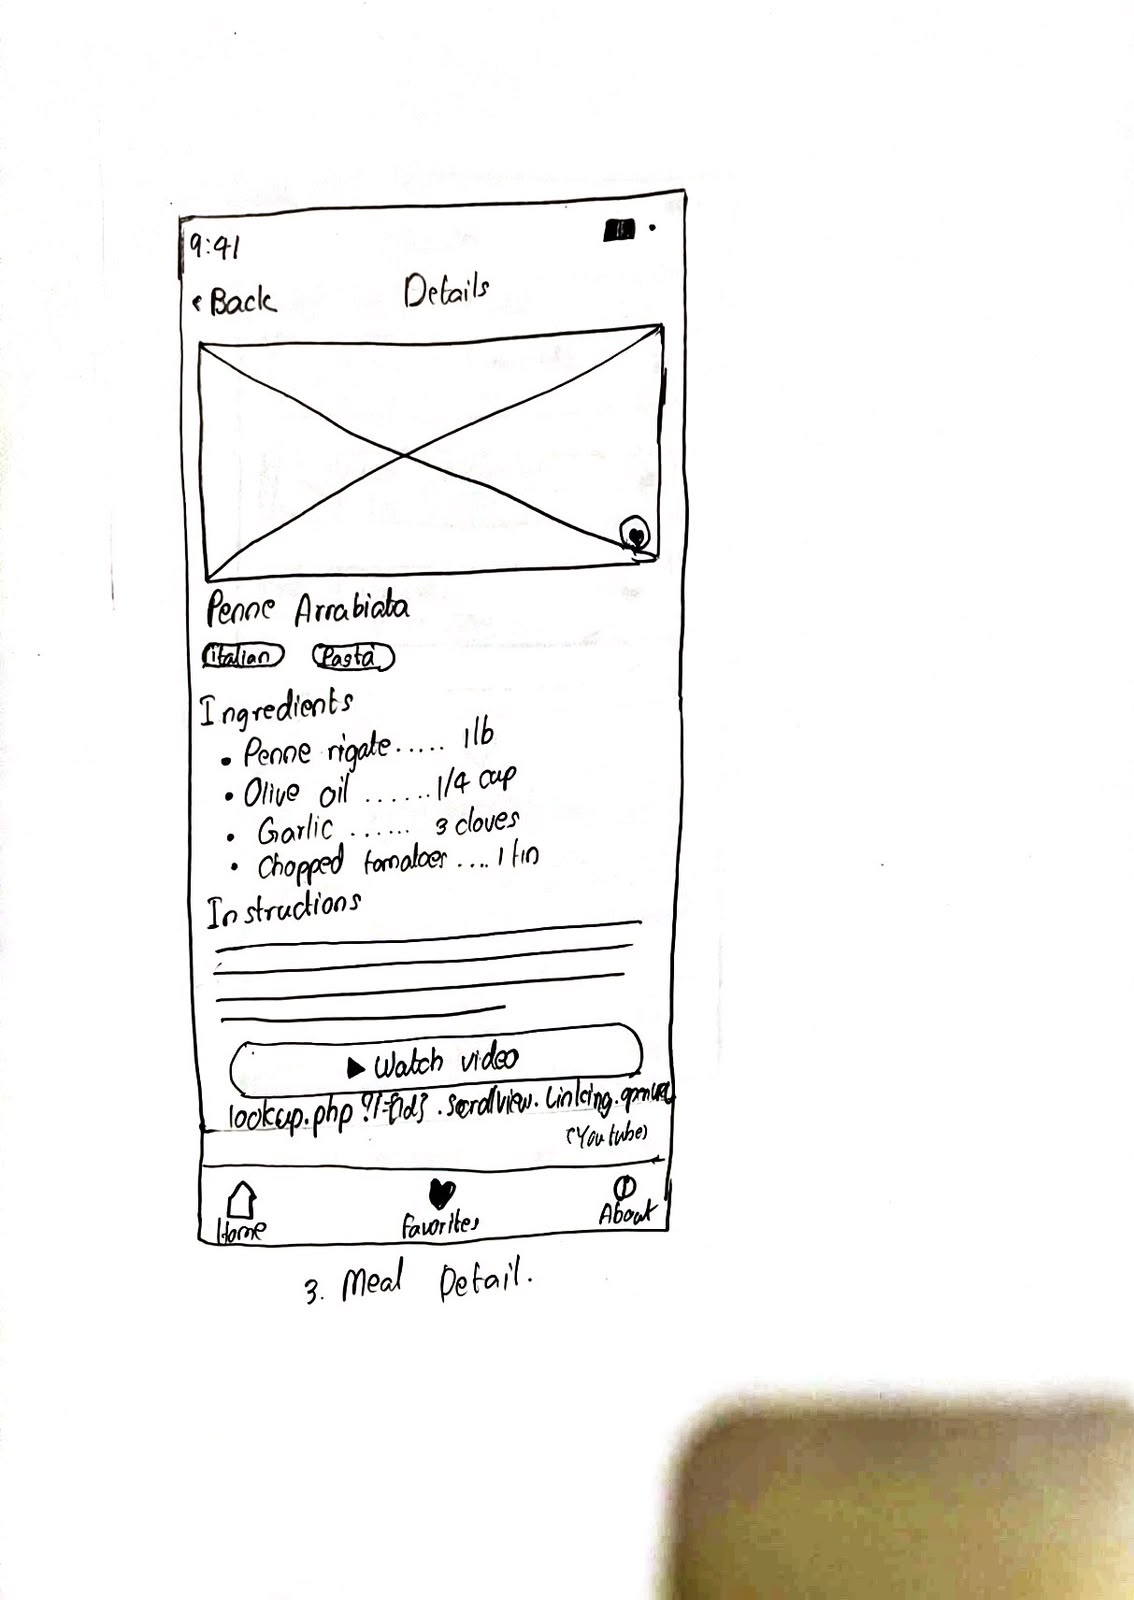 9:41
‹ Back Details
Penne Arrabiata
italian Pasta
Ingredients
• Penne rigate..... 1lb
• Olive oil ....... 1/4 cup
• Garlic ...... 3 cloves
• Chopped tomatoes .... 1 tin
Instructions
▶ Watch video
lookup.php ?i={id} . scrollview. Linking.openURL
(Youtube)
Home Favorites About
3. Meal Detail.